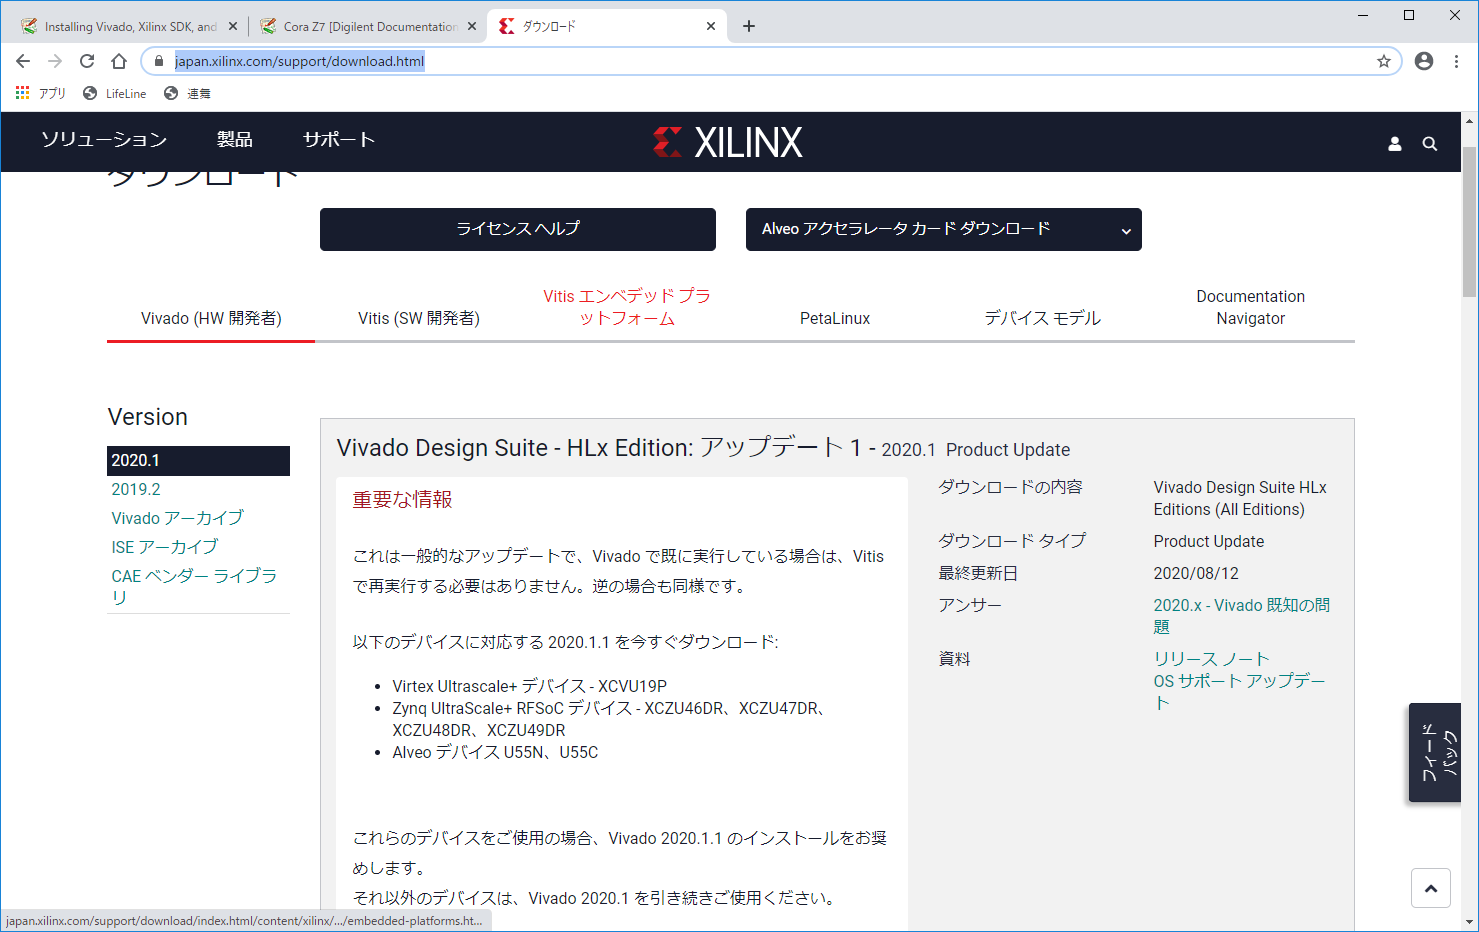 Installing Vivado, Xilinx SDK, and
Cora Z7 [Digilent Documentation
ダウンロード
japan.xilinx.com/support/download.html
アプリ
LifeLine
連舞
ソリューション
製品
サポート
XILINX
ダウンロード
ライセンス ヘルプ
Alveo アクセラレータ カード ダウンロード
Vivado (HW 開発者)
Vitis (SW 開発者)
Vitis エンベデッド プラ
ットフォーム
PetaLinux
デバイス モデル
Documentation
Navigator
Version
2020.1
2019.2
Vivado アーカイブ
ISE アーカイブ
CAE ベンダー ライブラ
リ
Vivado Design Suite - HLx Edition: アップデート 1 - 2020.1 Product Update
重要な情報
これは一般的なアップデートで、Vivado で既に実行している場合は、Vitis
で再実行する必要はありません。逆の場合も同様です。
以下のデバイスに対応する 2020.1.1 を今すぐダウンロード:
• Virtex Ultrascale+ デバイス - XCVU19P
• Zynq UltraScale+ RFSoC デバイス - XCZU46DR、XCZU47DR、
XCZU48DR、XCZU49DR
• Alveo デバイス U55N、U55C
これらのデバイスをご使用の場合、Vivado 2020.1.1 のインストールをお奨
めします。
それ以外のデバイスは、Vivado 2020.1 を引き続きご使用ください。
ダウンロードの内容
Vivado Design Suite HLx
Editions (All Editions)
ダウンロード タイプ
Product Update
最終更新日
2020/08/12
アンサー
2020.x - Vivado 既知の問
題
資料
リリース ノート
OS サポート アップデー
ト
フィード
バック
japan.xilinx.com/support/download/index.html/content/xilinx/.../embedded-platforms.ht...